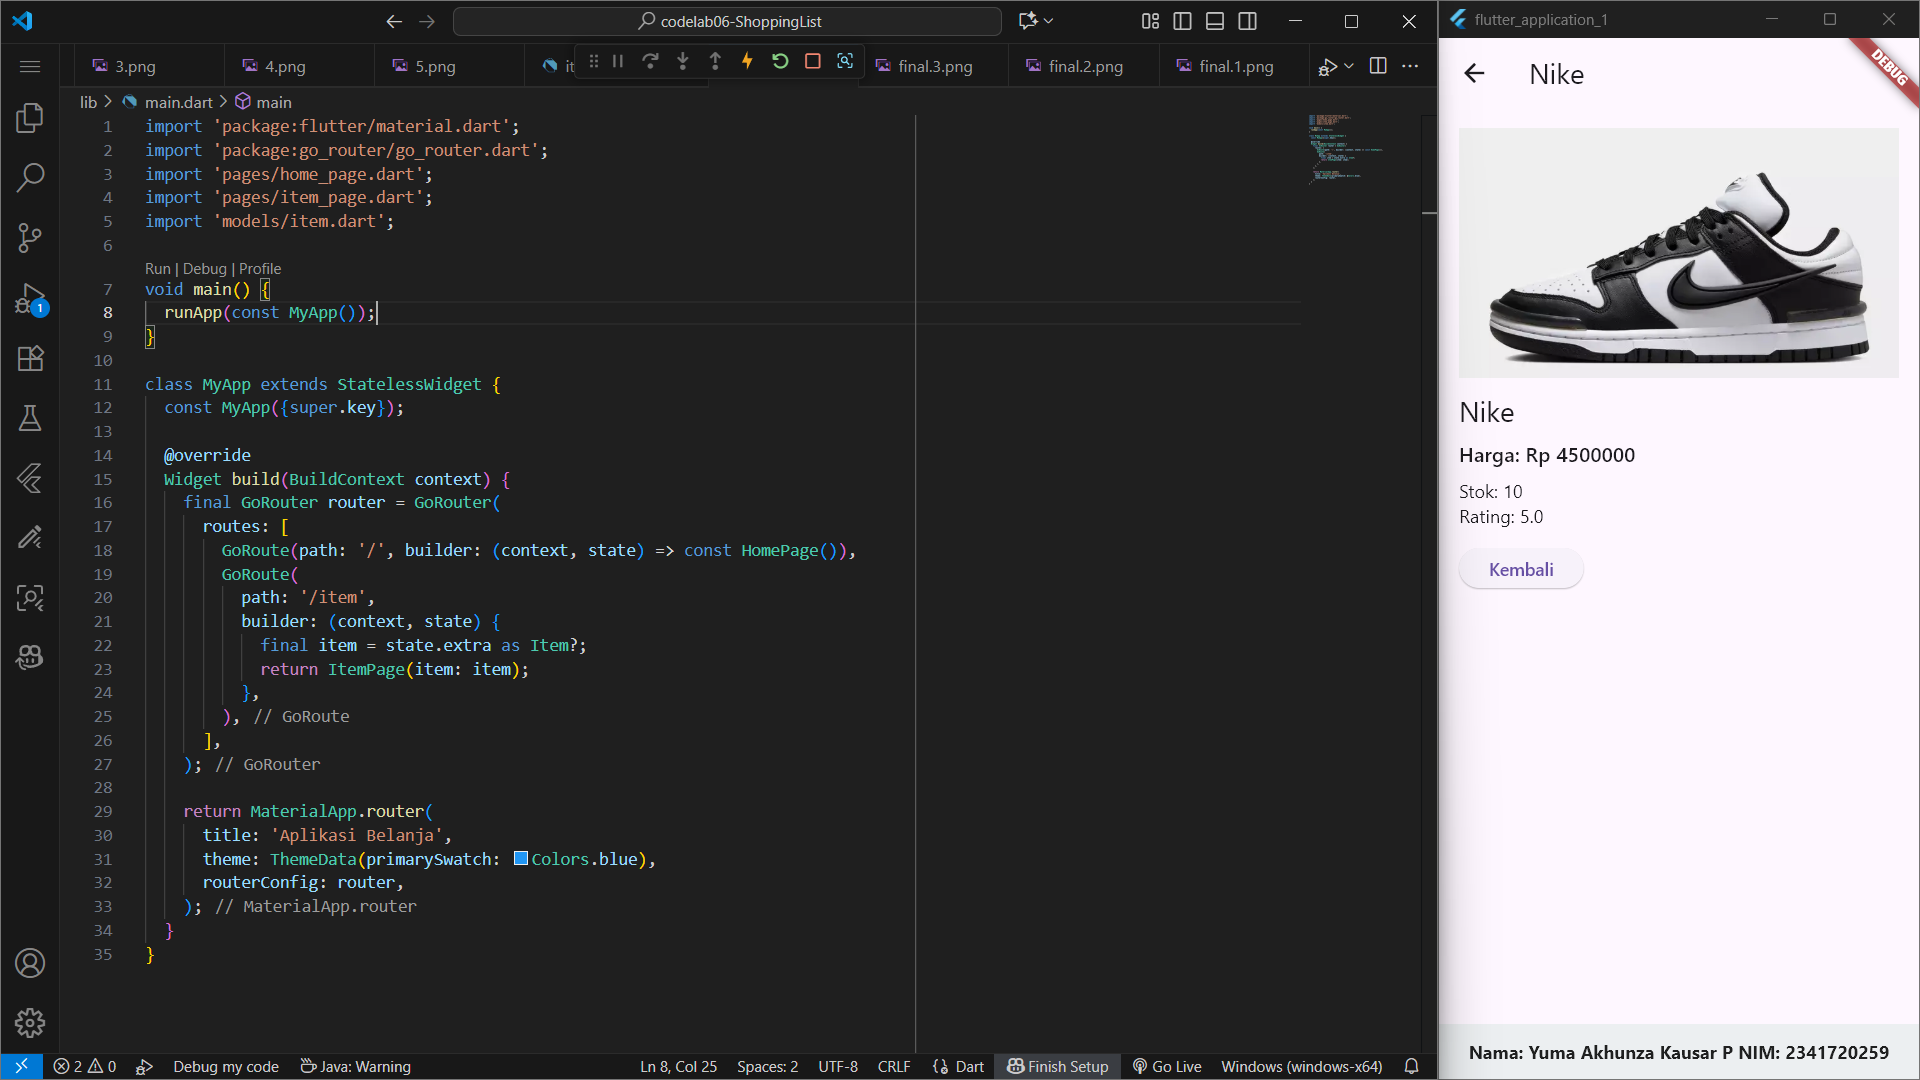 codelab06-ShoppingList
flutter_application_1
3.png
4.png
5.png
it
final.3.png
final.2.png
final.1.png
lib > main.dart > main
1 import 'package:flutter/material.dart';
2 import 'package:go_router/go_router.dart';
3 import 'pages/home_page.dart';
4 import 'pages/item_page.dart';
5 import 'models/item.dart';
6
Run | Debug | Profile
7 void main() {
8 runApp(const MyApp());
9 }
10
11 class MyApp extends StatelessWidget {
12 const MyApp({super.key});
13
14 @override
15 Widget build(BuildContext context) {
16 final GoRouter router = GoRouter(
17 routes: [
18 GoRoute(path: '/', builder: (context, state) => const HomePage()),
19 GoRoute(
20 path: '/item',
21 builder: (context, state) {
22 final item = state.extra as Item?;
23 return ItemPage(item: item);
24 },
25 ), // GoRoute
26 ],
27 ); // GoRouter
28
29 return MaterialApp.router(
30 title: 'Aplikasi Belanja',
31 theme: ThemeData(primarySwatch: Colors.blue),
32 routerConfig: router,
33 ); // MaterialApp.router
34 }
35 }
1
2 0
Debug my code
Java: Warning
Ln 8, Col 25
Spaces: 2
UTF-8
CRLF
Dart
Finish Setup
Go Live
Windows (windows-x64)
Nike
DEBUG
Nike
Harga: Rp 4500000
Stok: 10
Rating: 5.0
Kembali
Nama: Yuma Akhunza Kausar P NIM: 2341720259